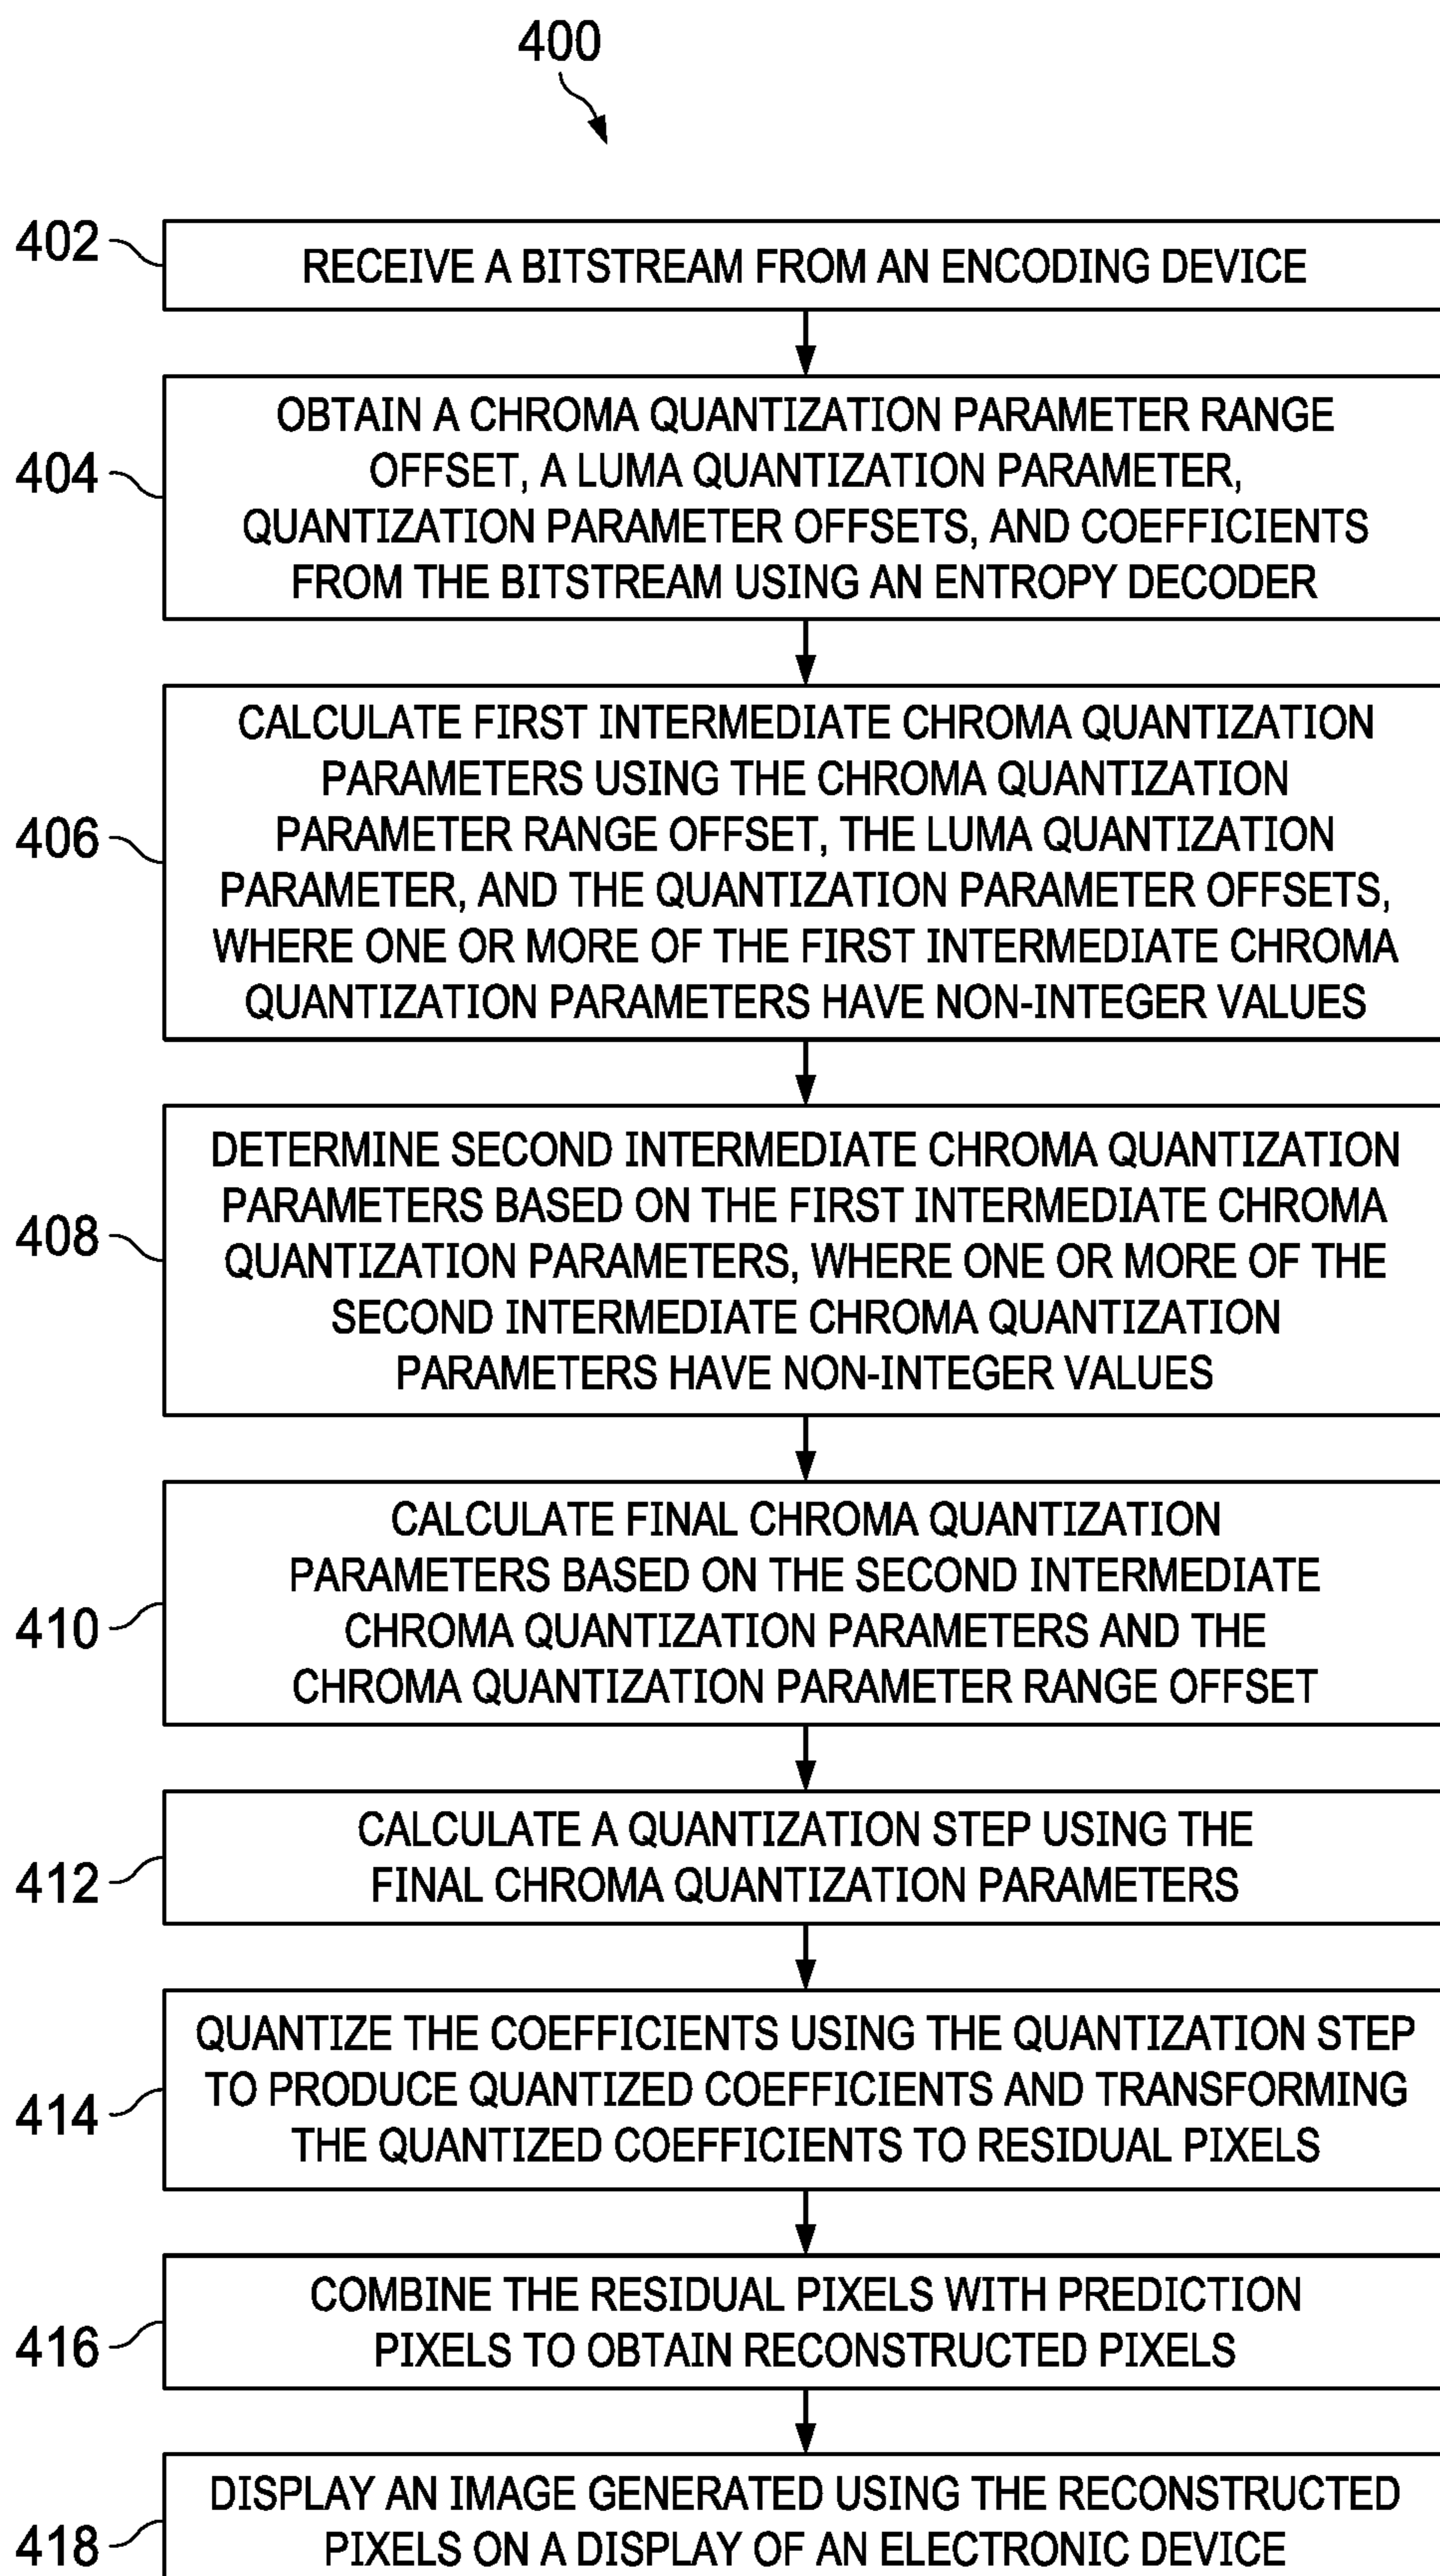 400
402
RECEIVE A BITSTREAM FROM AN ENCODING DEVICE
404
OBTAIN A CHROMA QUANTIZATION PARAMETER RANGE
OFFSET, A LUMA QUANTIZATION PARAMETER,
QUANTIZATION PARAMETER OFFSETS, AND COEFFICIENTS
FROM THE BITSTREAM USING AN ENTROPY DECODER
406
CALCULATE FIRST INTERMEDIATE CHROMA QUANTIZATION
PARAMETERS USING THE CHROMA QUANTIZATION
PARAMETER RANGE OFFSET, THE LUMA QUANTIZATION
PARAMETER, AND THE QUANTIZATION PARAMETER OFFSETS,
WHERE ONE OR MORE OF THE FIRST INTERMEDIATE CHROMA
QUANTIZATION PARAMETERS HAVE NON-INTEGER VALUES
408
DETERMINE SECOND INTERMEDIATE CHROMA QUANTIZATION
PARAMETERS BASED ON THE FIRST INTERMEDIATE CHROMA
QUANTIZATION PARAMETERS, WHERE ONE OR MORE OF THE
SECOND INTERMEDIATE CHROMA QUANTIZATION
PARAMETERS HAVE NON-INTEGER VALUES
410
CALCULATE FINAL CHROMA QUANTIZATION
PARAMETERS BASED ON THE SECOND INTERMEDIATE
CHROMA QUANTIZATION PARAMETERS AND THE
CHROMA QUANTIZATION PARAMETER RANGE OFFSET
412
CALCULATE A QUANTIZATION STEP USING THE
FINAL CHROMA QUANTIZATION PARAMETERS
414
QUANTIZE THE COEFFICIENTS USING THE QUANTIZATION STEP
TO PRODUCE QUANTIZED COEFFICIENTS AND TRANSFORMING
THE QUANTIZED COEFFICIENTS TO RESIDUAL PIXELS
416
COMBINE THE RESIDUAL PIXELS WITH PREDICTION
PIXELS TO OBTAIN RECONSTRUCTED PIXELS
418
DISPLAY AN IMAGE GENERATED USING THE RECONSTRUCTED
PIXELS ON A DISPLAY OF AN ELECTRONIC DEVICE